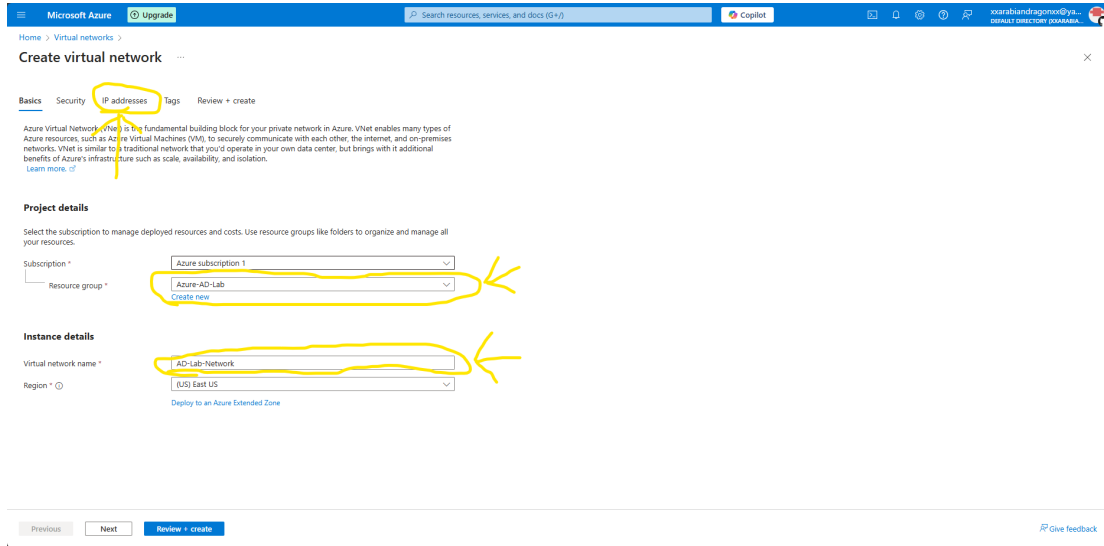 Microsoft Azure
Upgrade
Search resources, services, and docs (G+/)
Copilot
xxarabiandragonxx@ya...
DEFAULT DIRECTORY (XXARABIA...
Home > Virtual networks >
Create virtual network ...
Basics Security IP addresses Tags Review + create
Azure Virtual Network (VNet) is the fundamental building block for your private network in Azure. VNet enables many types of
Azure resources, such as Azure Virtual Machines (VM), to securely communicate with each other, the internet, and on-premises
networks. VNet is similar to a traditional network that you'd operate in your own data center, but brings with it additional
benefits of Azure's infrastructure such as scale, availability, and isolation.
Learn more.
Project details
Select the subscription to manage deployed resources and costs. Use resource groups like folders to organize and manage all
your resources.
Subscription * Azure subscription 1
Resource group * Azure-AD-Lab
Create new
Instance details
Virtual network name * AD-Lab-Network
Region * (US) East US
Deploy to an Azure Extended Zone
Previous Next Review + create Give feedback